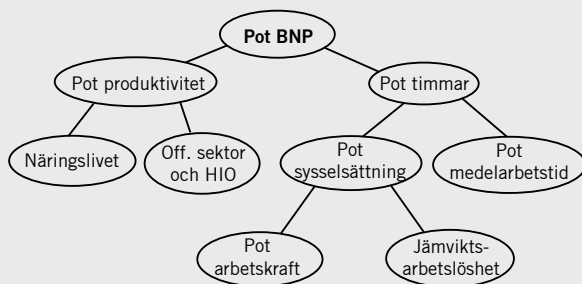 Pot BNP
Pot produktivitet
Pot timmar
Näringslivet
Off. sektor
och HIO
Pot
sysselsättning
Pot
medelarbetstid
Pot
arbetskraft
Jämvikts-
arbetslöshet